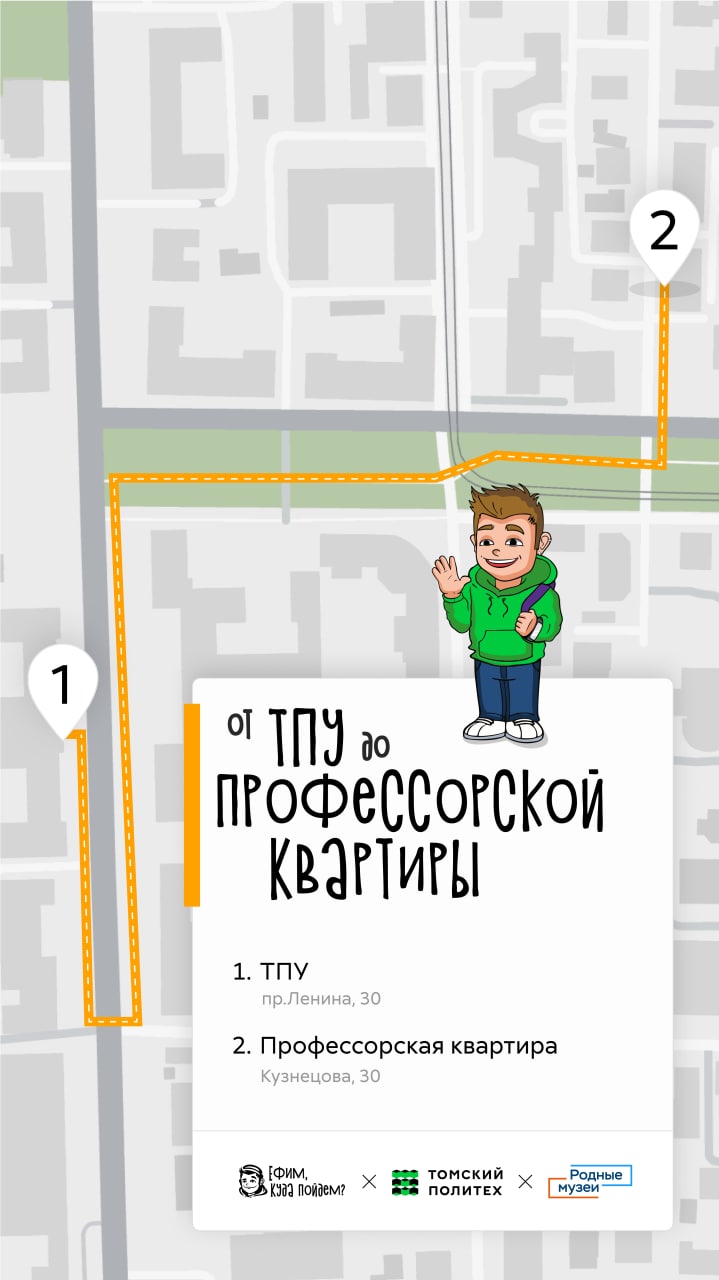 2
1
от ТПУ до
ПРОФеССОРСКОЙ
КВАРТИРЫ
1. ТПУ
пр.Ленина, 30
2. Профессорская квартира
Кузнецова, 30
ЕФИМ,
КУДА ПОЙДЕМ?
ТОМСКИЙ
ПОЛИТЕХ
Родные
музеи